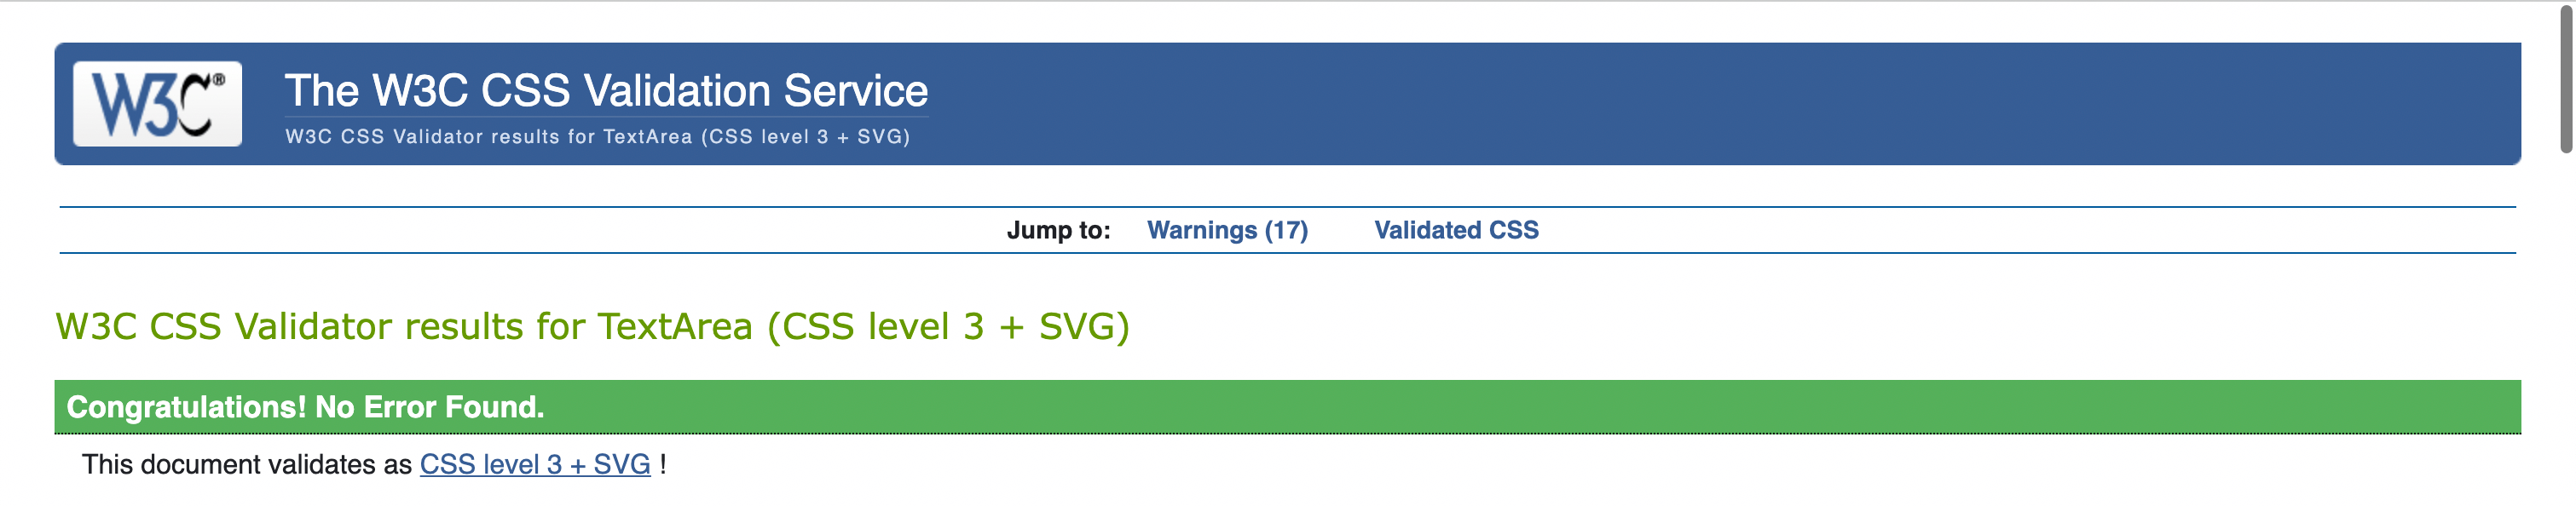 W3C®
The W3C CSS Validation Service
W3C CSS Validator results for TextArea (CSS level 3 + SVG)
Jump to: Warnings (17) Validated CSS
W3C CSS Validator results for TextArea (CSS level 3 + SVG)
Congratulations! No Error Found.
This document validates as CSS level 3 + SVG !